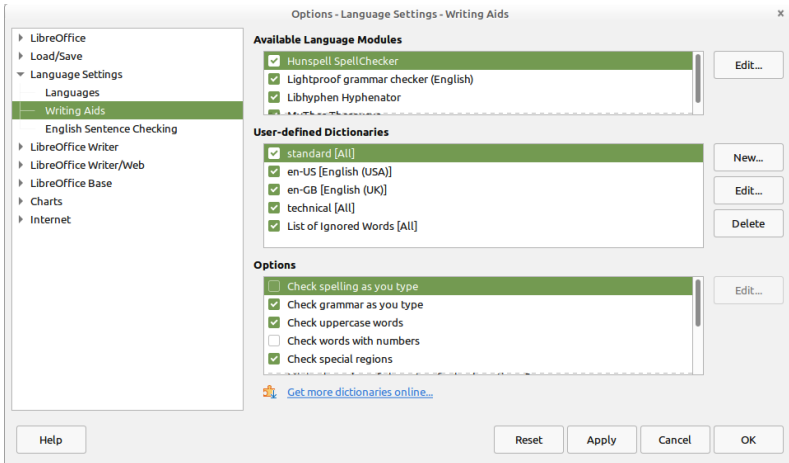 Options - Language Settings - Writing Aids
LibreOffice
Load/Save
Language Settings
Languages
Writing Aids
English Sentence Checking
LibreOffice Writer
LibreOffice Writer/Web
LibreOffice Base
Charts
Internet
Available Language Modules
Hunspell SpellChecker
Lightproof grammar checker (English)
Libhyphen Hyphenator
Edit...
User-defined Dictionaries
standard [All]
en-US [English (USA)]
en-GB [English (UK)]
technical [All]
List of Ignored Words [All]
New...
Edit...
Delete
Options
Check spelling as you type
Check grammar as you type
Check uppercase words
Check words with numbers
Check special regions
Edit...
Get more dictionaries online...
Help
Reset
Apply
Cancel
OK